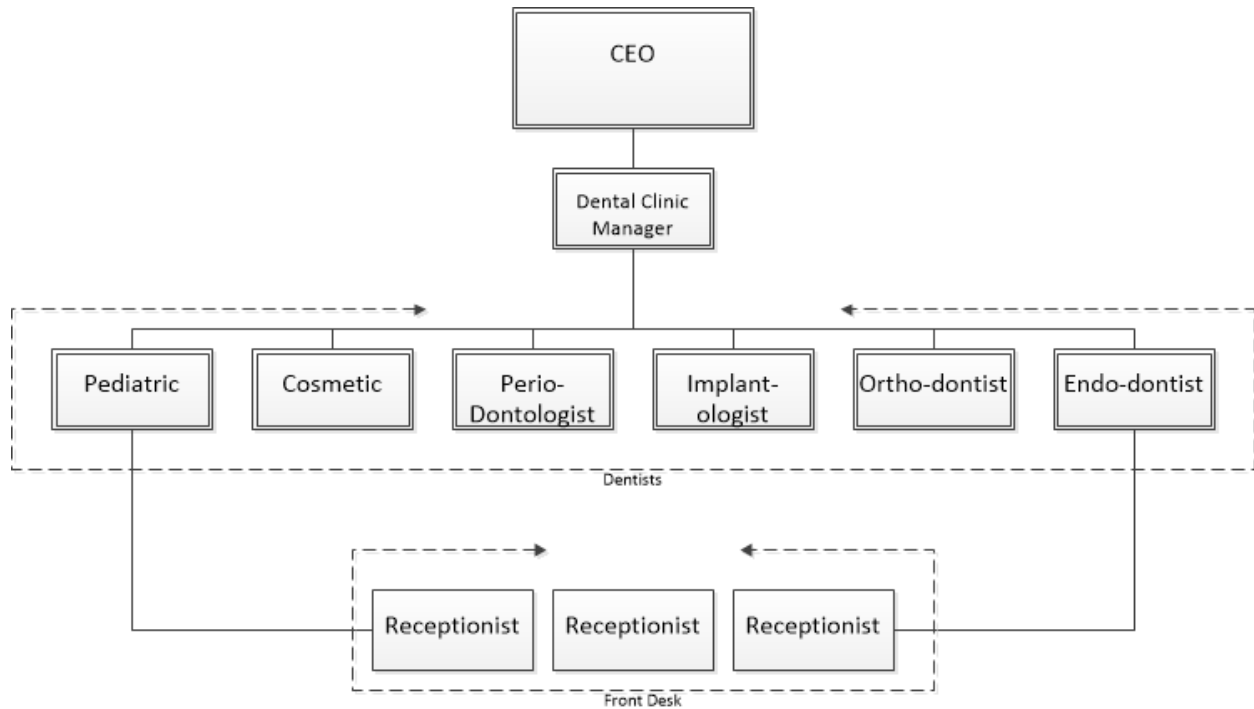 CEO
Dental Clinic
Manager
Pediatric
Cosmetic
Perio-
Dontologist
Implant-
ologist
Ortho-dontist
Endo-dontist
Dentists
Receptionist
Receptionist
Receptionist
Front Desk